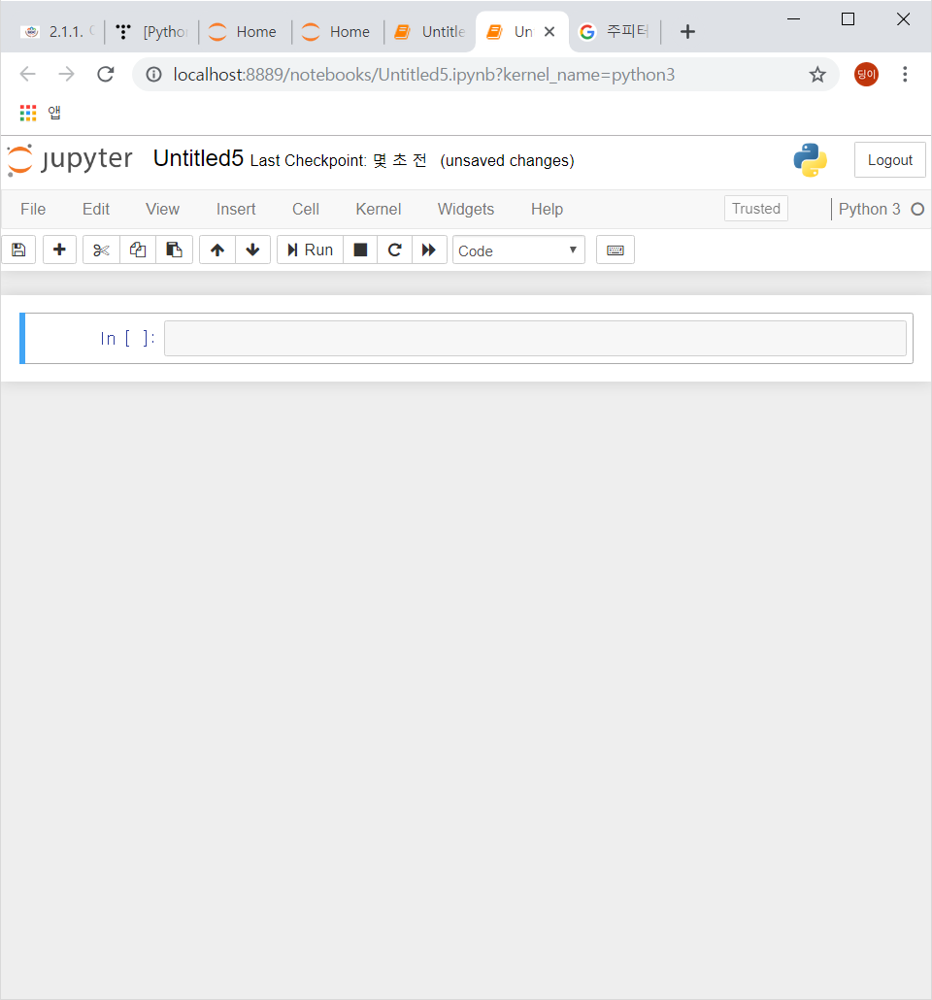 2.1.1. [Pytho Home Home Untitle Un 주피터
localhost:8889/notebooks/Untitled5.ipynb?kernel_name=python3 딩이
앱
jupyter Untitled5 Last Checkpoint: 몇 초 전 (unsaved changes) Logout
File Edit View Insert Cell Kernel Widgets Help Trusted Python 3
Run Code
In [ ]: